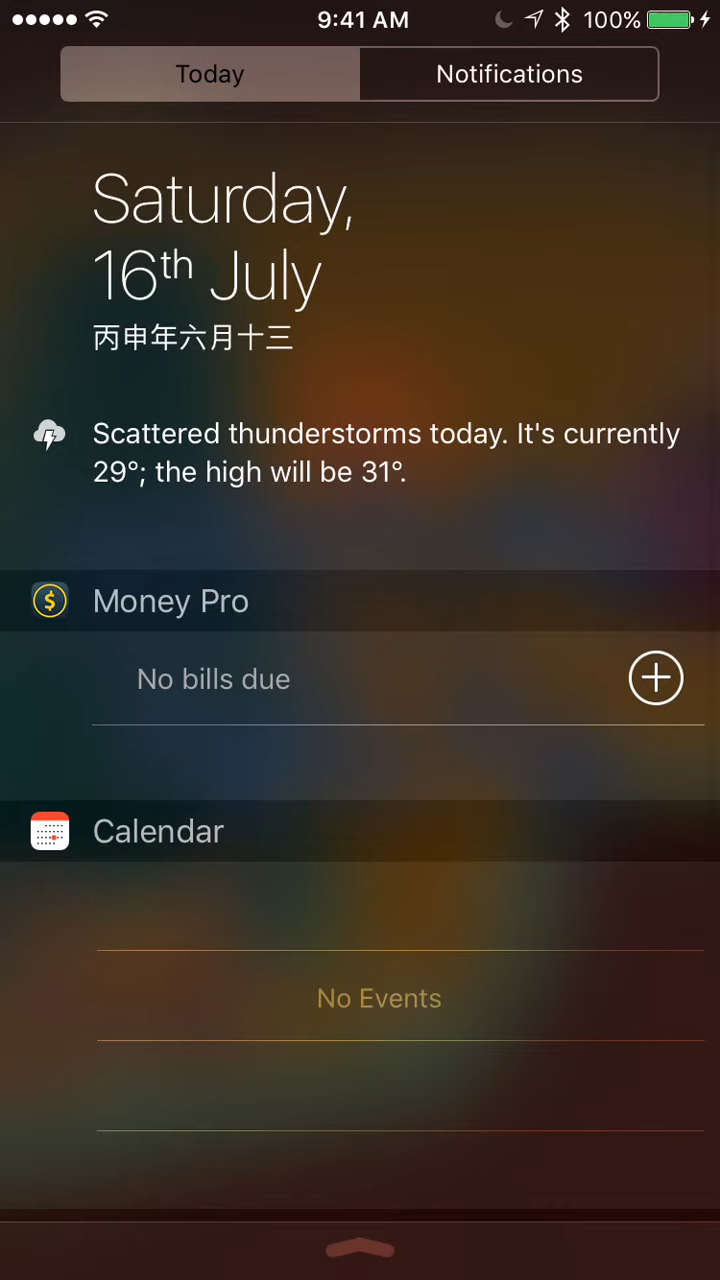 9:41 AM
100%
Today
Notifications
Saturday,
16th July
丙申年六月十三
Scattered thunderstorms today. It's currently
29°; the high will be 31°.
$ Money Pro
No bills due
Calendar
No Events